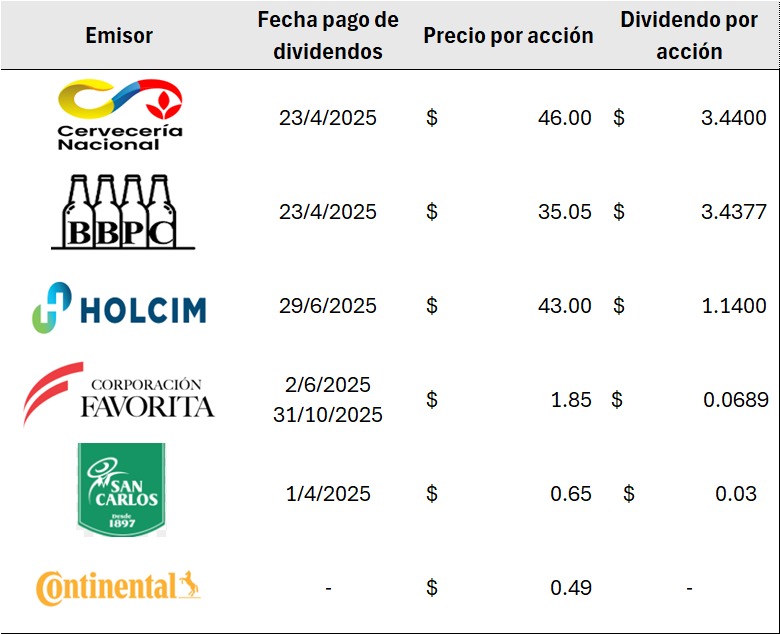 Emisor Fecha pago de dividendos Precio por acción Dividendo por acción
Cervecería Nacional 23/4/2025 $ 46.00 $ 3.4400
BBPC 23/4/2025 $ 35.05 $ 3.4377
HOLCIM 29/6/2025 $ 43.00 $ 1.1400
CORPORACIÓN FAVORITA 2/6/2025 31/10/2025 $ 1.85 $ 0.0689
SAN CARLOS Desde 1897 1/4/2025 $ 0.65 $ 0.03
Continental - $ 0.49 -